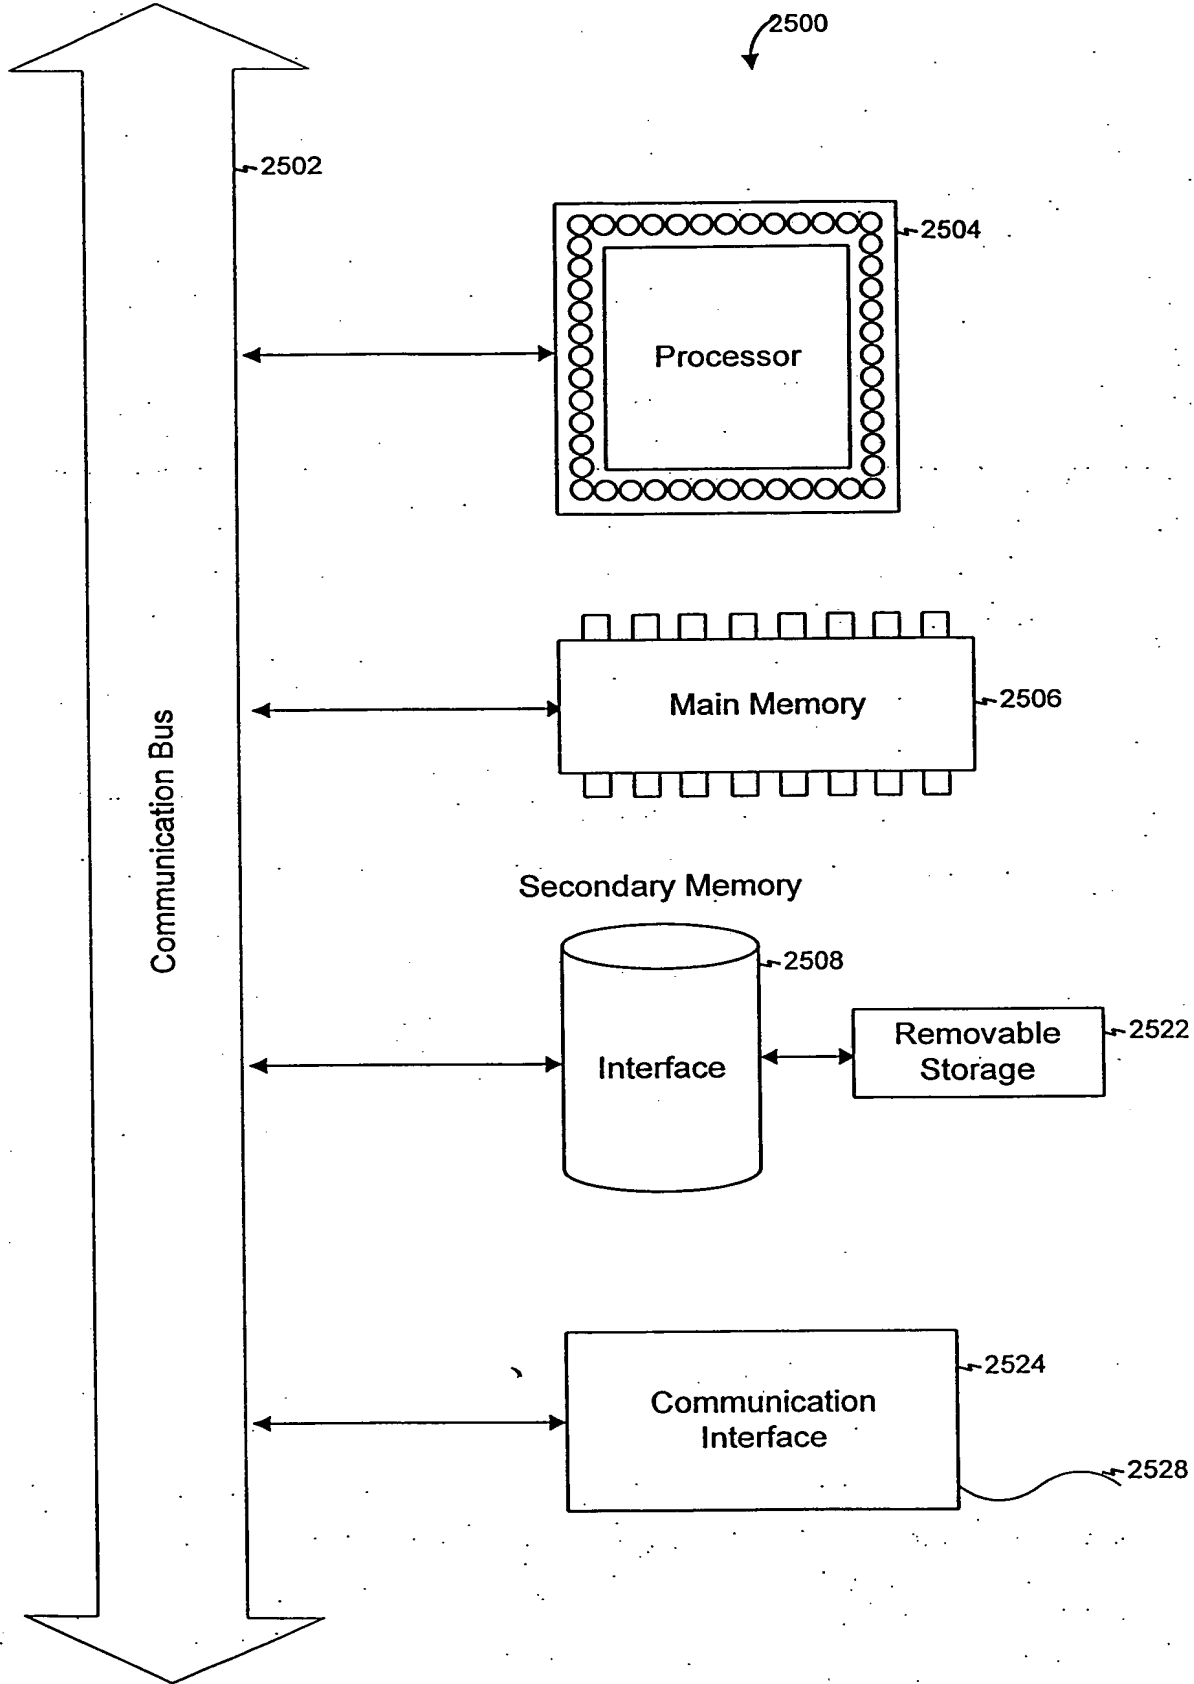 2500
2502
2504
Processor
Main Memory
2506
Communication Bus
Secondary Memory
2508
Interface
Removable
Storage
2522
Communication
Interface
2524
2528